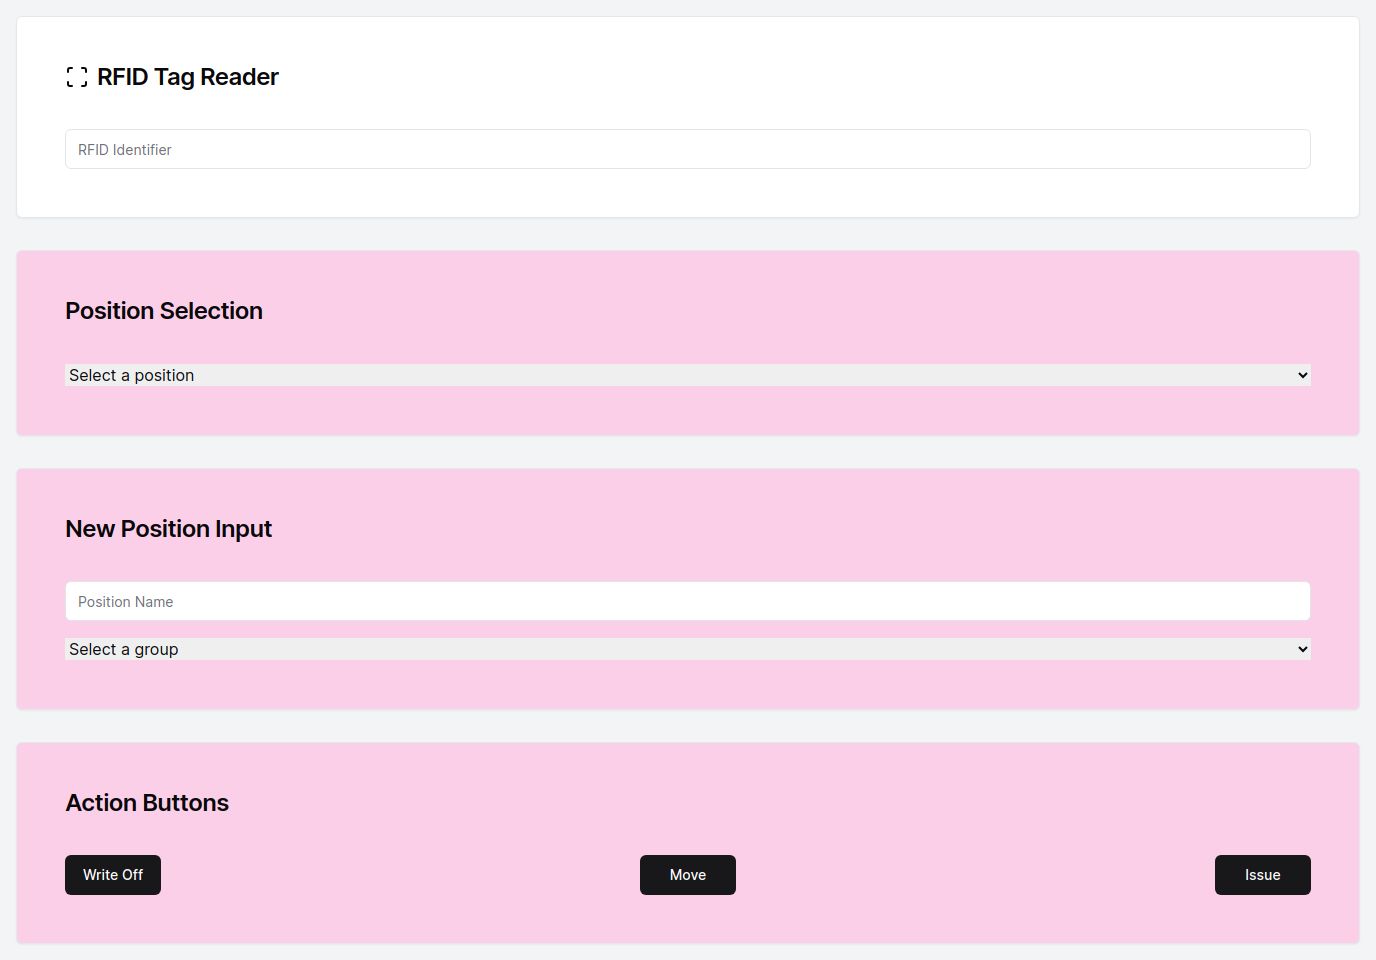 RFID Tag Reader
RFID Identifier
Position Selection
Select a position
New Position Input
Position Name
Select a group
Action Buttons
Write Off
Move
Issue